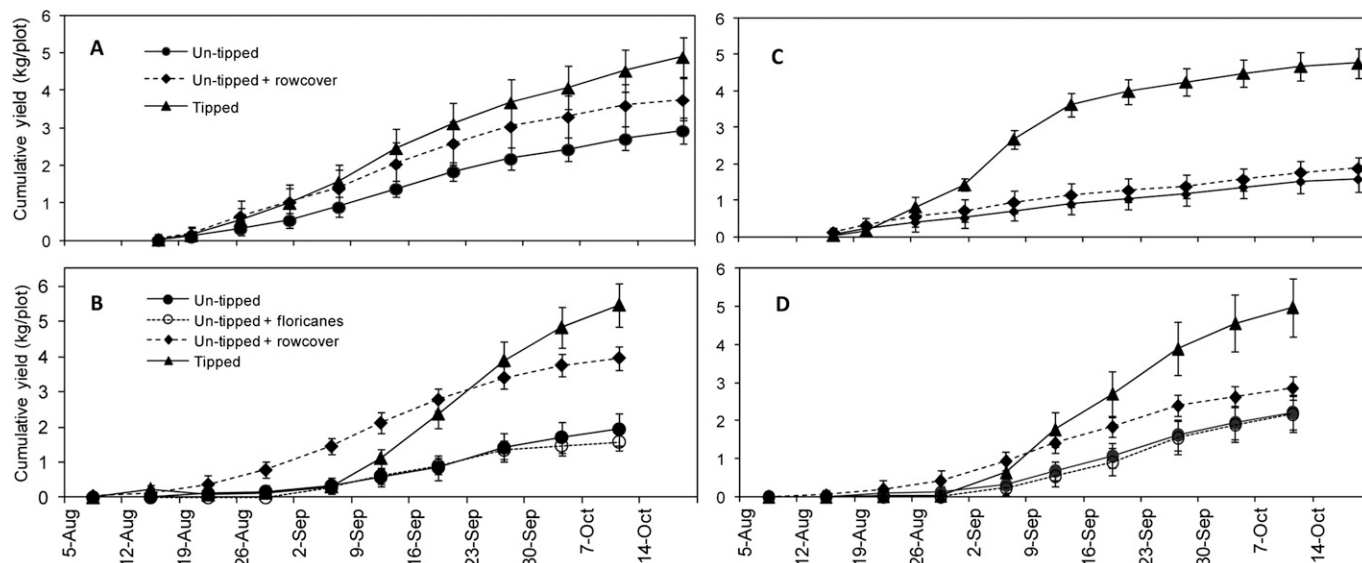 Cumulative yield (kg/plot)
6
5
4
3
2
1
0
A
Un-tipped
Un-tipped + rowcover
Tipped
6
5
4
3
2
1
0
C
Cumulative yield (kg/plot)
6
5
4
3
2
1
0
B
Un-tipped
Un-tipped + floricanes
Un-tipped + rowcover
Tipped
5-Aug
12-Aug
19-Aug
26-Aug
2-Sep
9-Sep
16-Sep
23-Sep
30-Sep
7-Oct
14-Oct
6
5
4
3
2
1
0
D
5-Aug
12-Aug
19-Aug
26-Aug
2-Sep
9-Sep
16-Sep
23-Sep
30-Sep
7-Oct
14-Oct